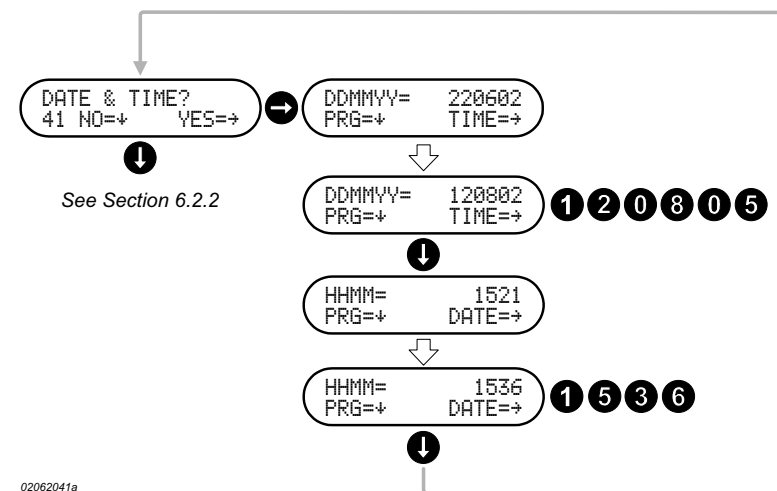 DATE & TIME?
41 NO=↓ YES=→
→
DDMMYY= 220602
PRG=↓ TIME=→
↓
See Section 6.2.2
DDMMYY= 120802
PRG=↓ TIME=→
1 2 0 8 0 5
↓
HHMM= 1521
PRG=↓ DATE=→
HHMM= 1536
PRG=↓ DATE=→
1 5 3 6
↓
02062041a